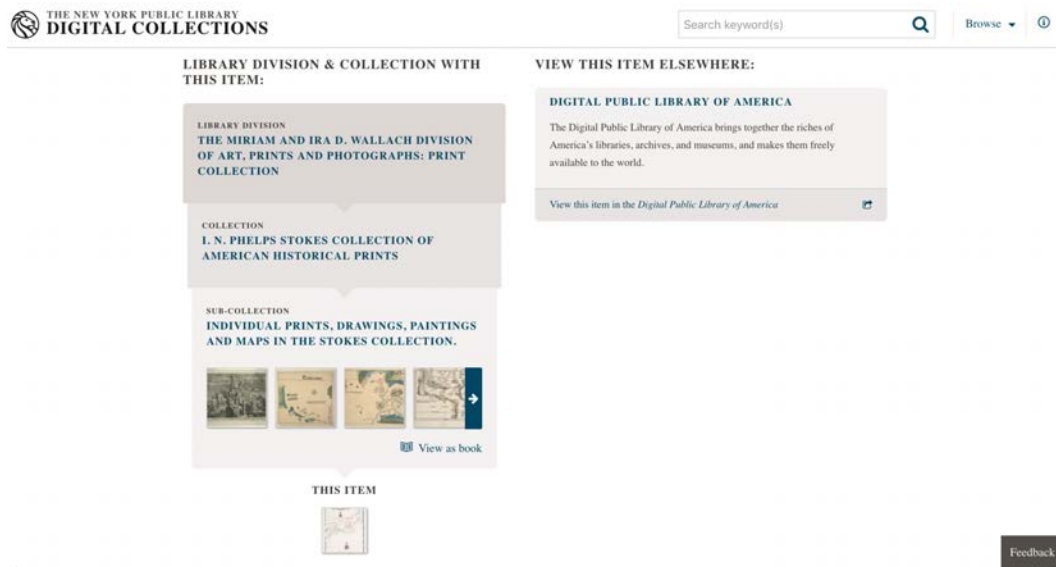 THE NEW YORK PUBLIC LIBRARY
DIGITAL COLLECTIONS
Search keyword(s)
Browse
LIBRARY DIVISION & COLLECTION WITH
THIS ITEM:
LIBRARY DIVISION
THE MIRIAM AND IRA D. WALLACH DIVISION
OF ART, PRINTS AND PHOTOGRAPHS: PRINT
COLLECTION
COLLECTION
I. N. PHELPS STOKES COLLECTION OF
AMERICAN HISTORICAL PRINTS
SUB-COLLECTION
INDIVIDUAL PRINTS, DRAWINGS, PAINTINGS
AND MAPS IN THE STOKES COLLECTION.
View as book
THIS ITEM
VIEW THIS ITEM ELSEWHERE:
DIGITAL PUBLIC LIBRARY OF AMERICA
The Digital Public Library of America brings together the riches of
America's libraries, archives, and museums, and makes them freely
available to the world.
View this item in the Digital Public Library of America
Feedback